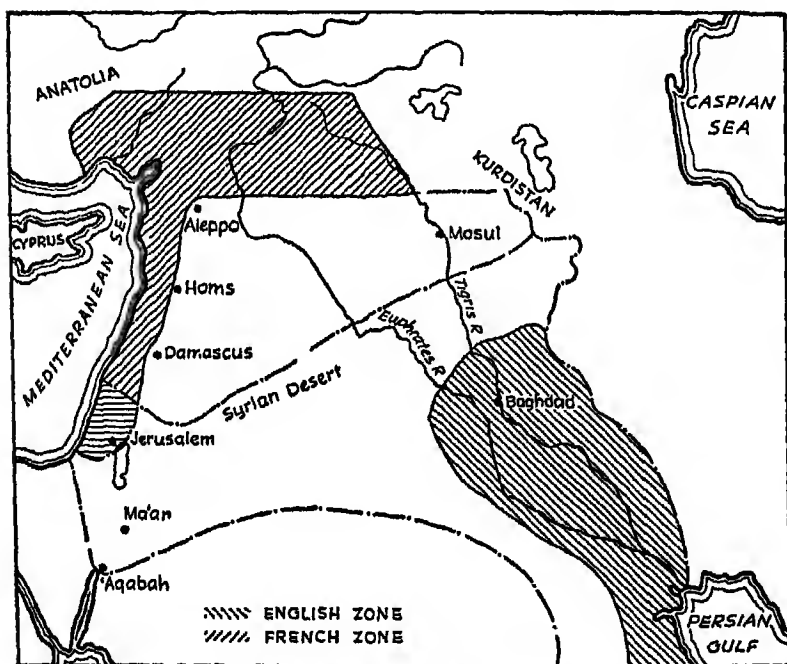 ANATOLIA
CASPIAN
SEA
KURDISTAN
CYPRUS
MEDITERRANEAN SEA
Aleppo
Mosul
Homs
Tigris R
Euphrates R
Damascus
Syrian Desert
Baghdad
Jerusalem
Ma'an
'Aqabah
ENGLISH ZONE
FRENCH ZONE
PERSIAN
GULF